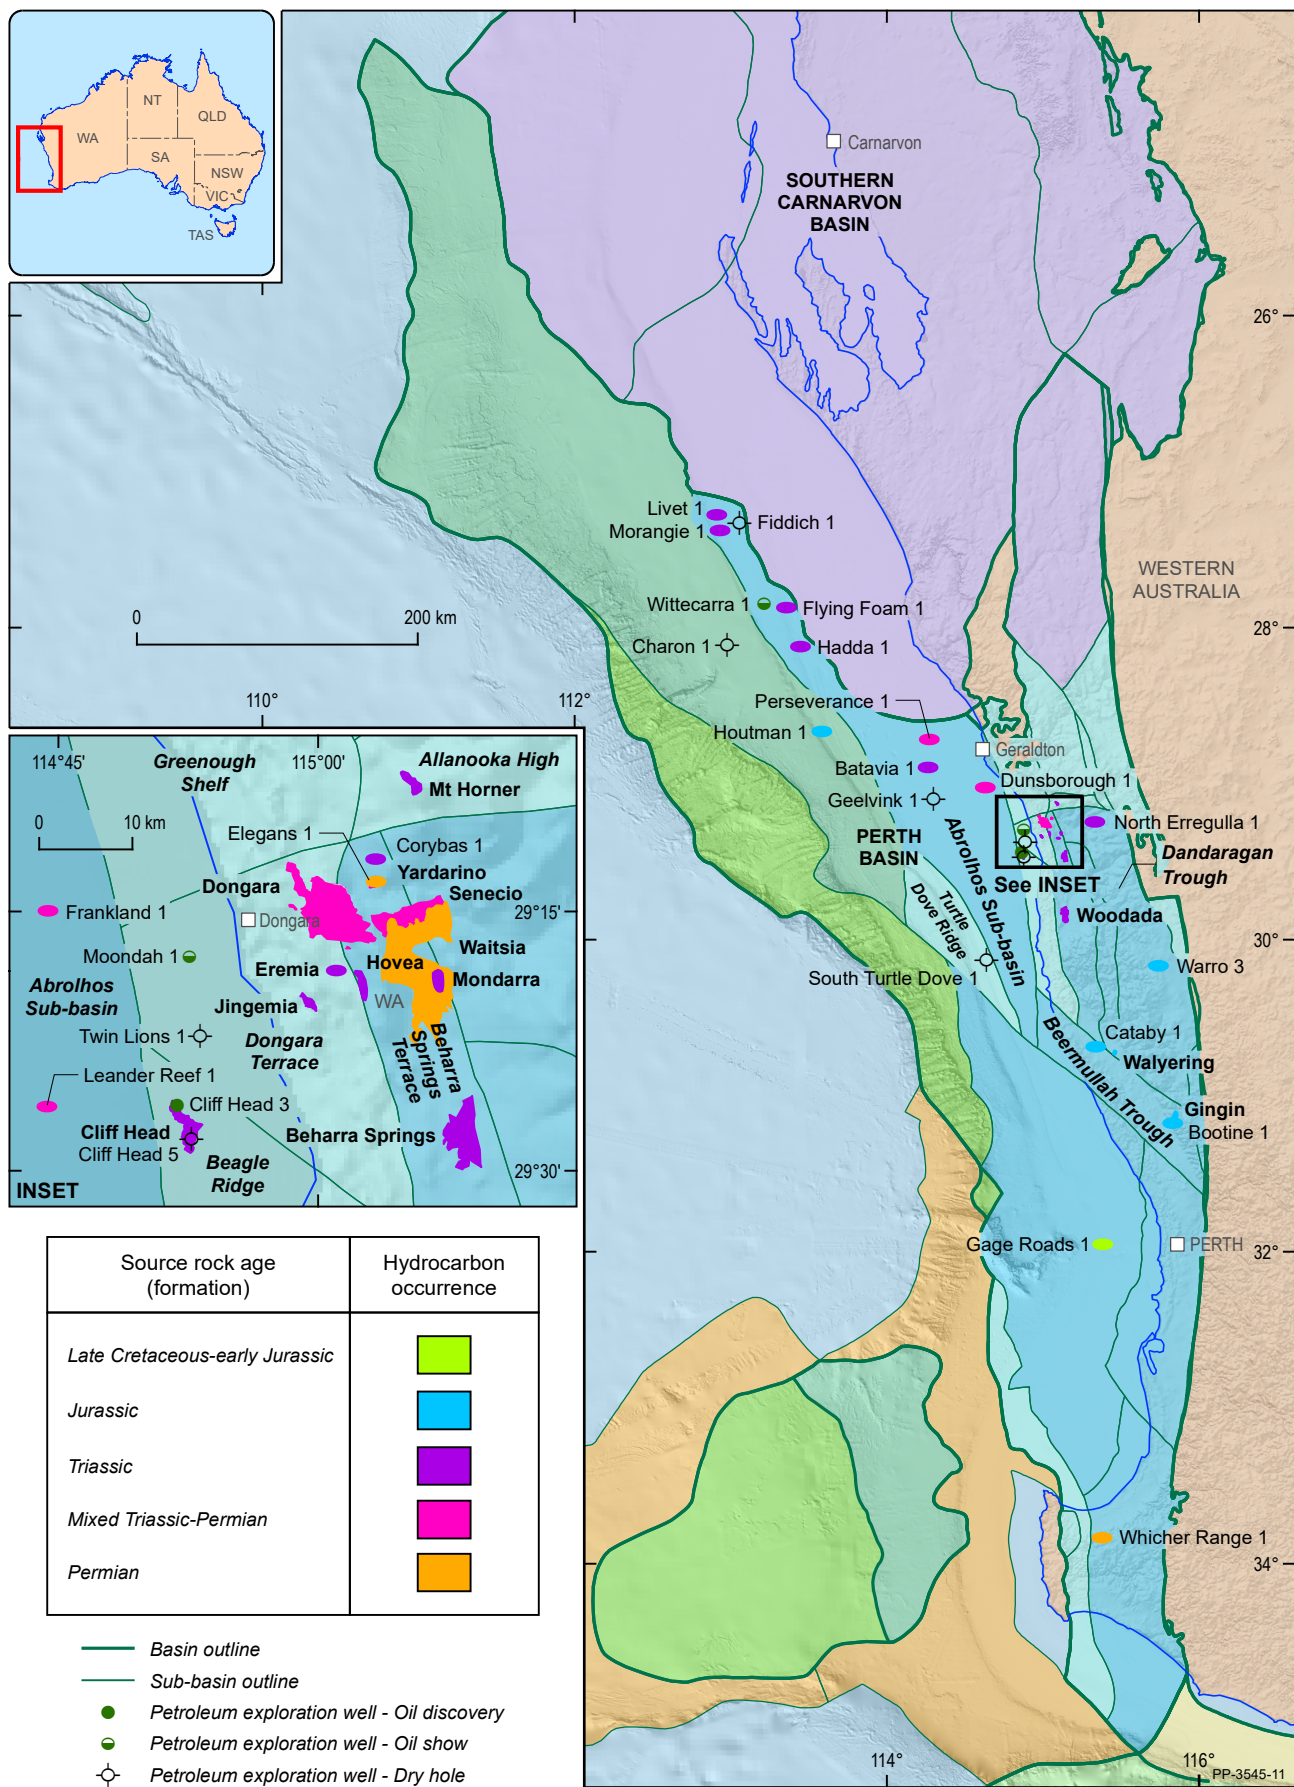 NT
QLD
WA
SA
NSW
VIC
TAS
Carnarvon
SOUTHERN
CARNARVON
BASIN
26°
Livet 1
Fiddich 1
Morangie 1
WESTERN
AUSTRALIA
Wittecarra 1
Flying Foam 1
0
200 km
28°
Charon 1
Hadda 1
110°
112°
Perseverance 1
Houtman 1
Geraldton
Batavia 1
Dunsborough 1
Geelvink 1
North Erregulla 1
PERTH
BASIN
Abrolhos Sub-basin
Dandaragan
Trough
See INSET
Turtle
Dove Ridge
Woodada
30°
South Turtle Dove 1
Warro 3
Beermullah Trough
Cataby 1
Walyering
Gingin
Bootine 1
Gage Roads 1
PERTH
32°
Whicher Range 1
34°
114°
116°
PP-3545-11
114°45'
Greenough
Shelf
115°00'
Allanooka High
Mt Horner
0
10 km
Elegans 1
Corybas 1
Yardarino
Dongara
Senecio
Frankland 1
Dongara
29°15'
Moondah 1
Waitsia
Eremia
Hovea
Mondarra
Abrolhos
Sub-basin
Jingemia
WA
Twin Lions 1
Dongara
Terrace
Beharra
Springs
Terrace
Leander Reef 1
Cliff Head 3
Cliff Head
Cliff Head 5
Beharra Springs
Beagle
Ridge
29°30'
INSET
Source rock age
(formation)
Hydrocarbon
occurrence
Late Cretaceous-early Jurassic
Jurassic
Triassic
Mixed Triassic-Permian
Permian
Basin outline
Sub-basin outline
Petroleum exploration well - Oil discovery
Petroleum exploration well - Oil show
Petroleum exploration well - Dry hole